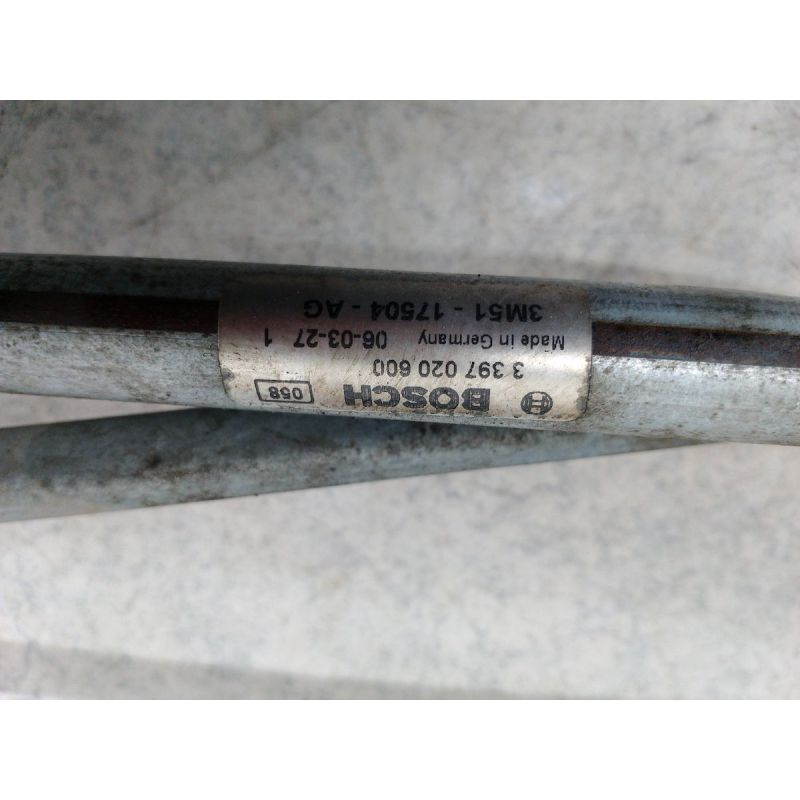 BOSCH 058
3 397 020 600
Made in Germany 06-03-27 1
3M51 - 17504 - AG